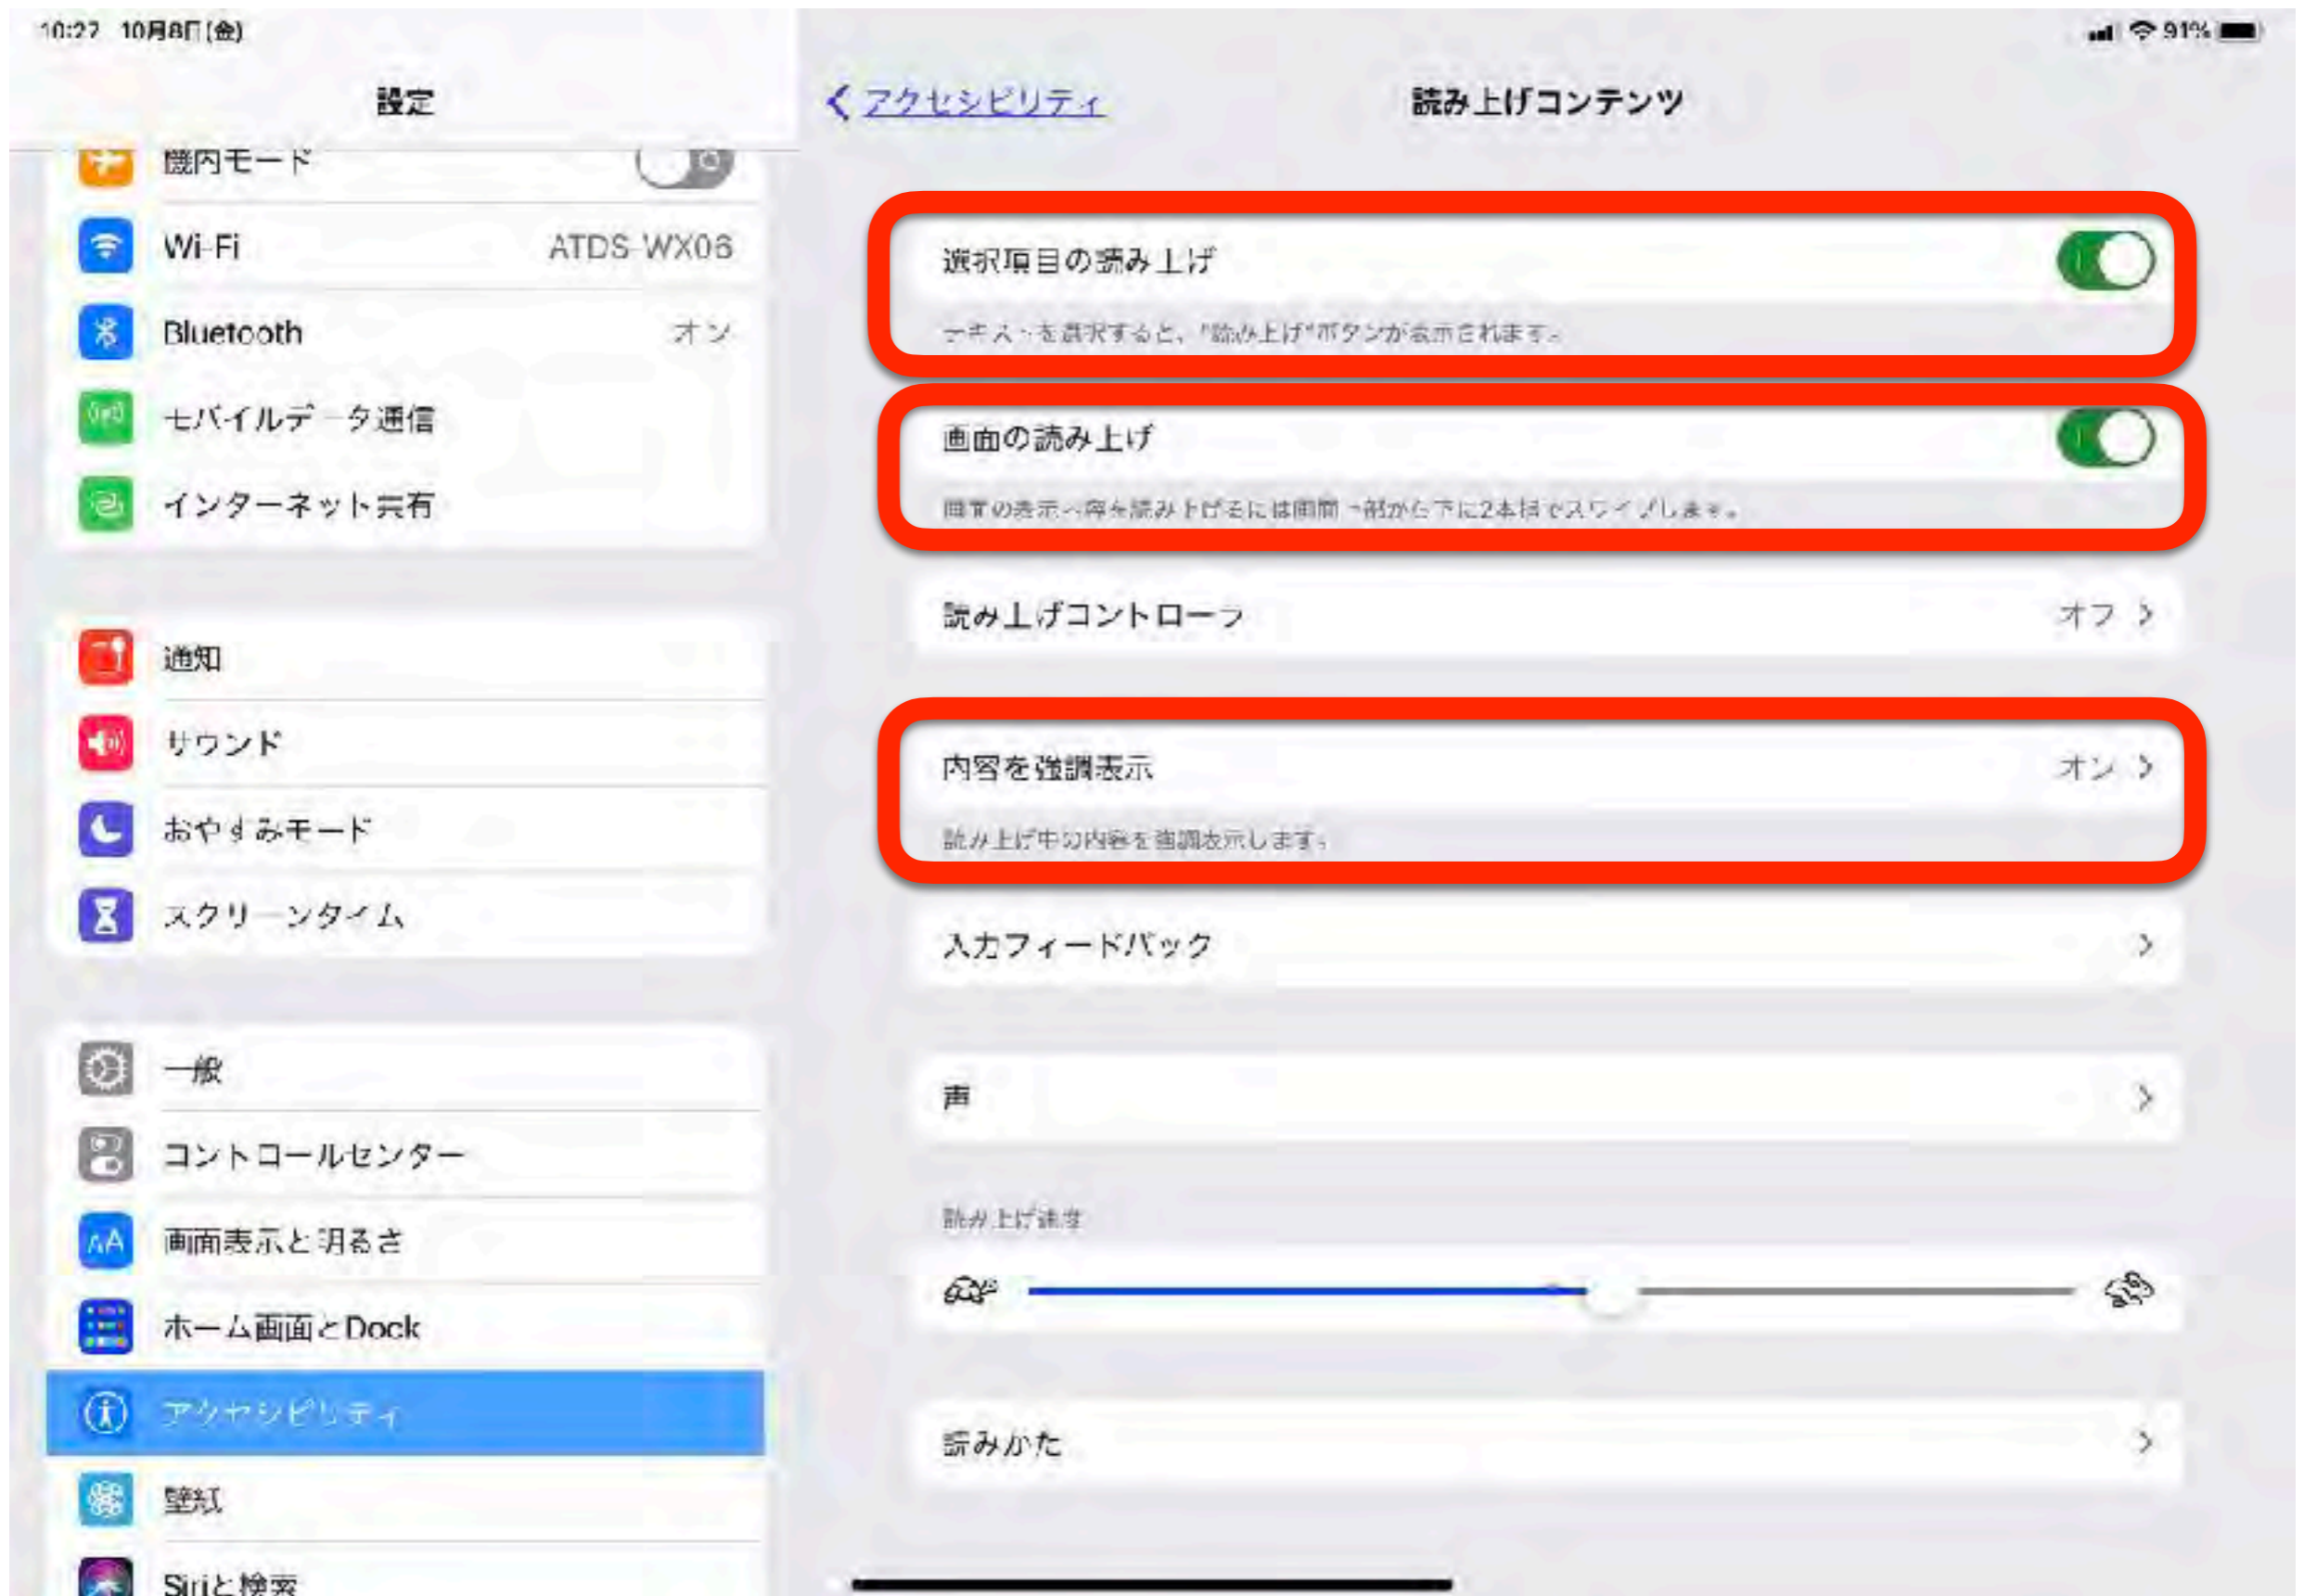 10:27 10月8日(金)
91%
設定
機内モード
Wi-Fi ATDS-WX06
Bluetooth オン
モバイルデータ通信
インターネット共有
通知
サウンド
おやすみモード
スクリーンタイム
一般
コントロールセンター
AA 画面表示と明るさ
ホーム画面とDock
アクセシビリティ
壁紙
Siriと検索
アクセシビリティ
読み上げコンテンツ
選択項目の読み上げ
テキストを選択すると、"読み上げ"ボタンが表示されます。
画面の読み上げ
画面の表示内容を読み上げるには画面上部から下に2本指でスワイプします。
読み上げコントローラ オフ
内容を強調表示 オン
読み上げ中の内容を強調表示します。
入力フィードバック
声
読み上げ速度
読みかた